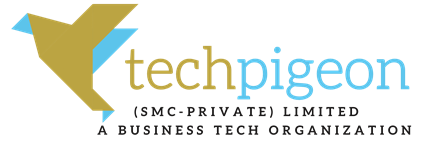 techpigeon
(SMC-PRIVATE) LIMITED
A BUSINESS TECH ORGANIZATION